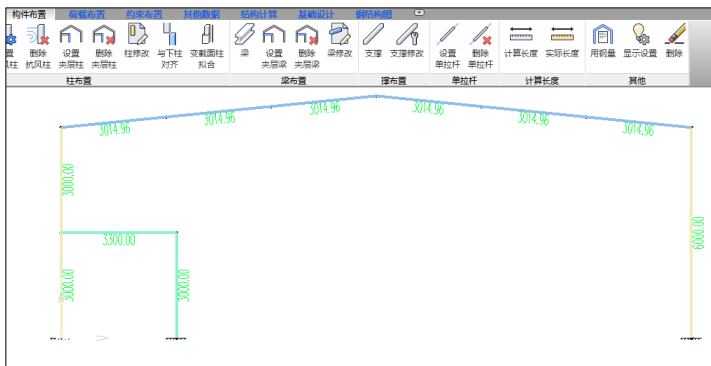 构件布置 荷载布置 约束布置 其他数据 结构计算 基础设计 钢结构图
删除 设置 删除 柱修改 与下柱 变截面柱 梁 设置 删除 梁修改 支撑 支撑修改 设置 删除 计算长度 实际长度 用钢量 显示设置 删除
抗风柱 夹层柱 夹层柱 对齐 拟合 夹层梁 夹层梁 单拉杆 单拉杆
柱布置 梁布置 撑布置 单拉杆 计算长度 其他
3014.96 3014.96 3014.96 3014.96 3014.96 3014.96
3000.00
3300.00
6000.00
3000.00 3000.00